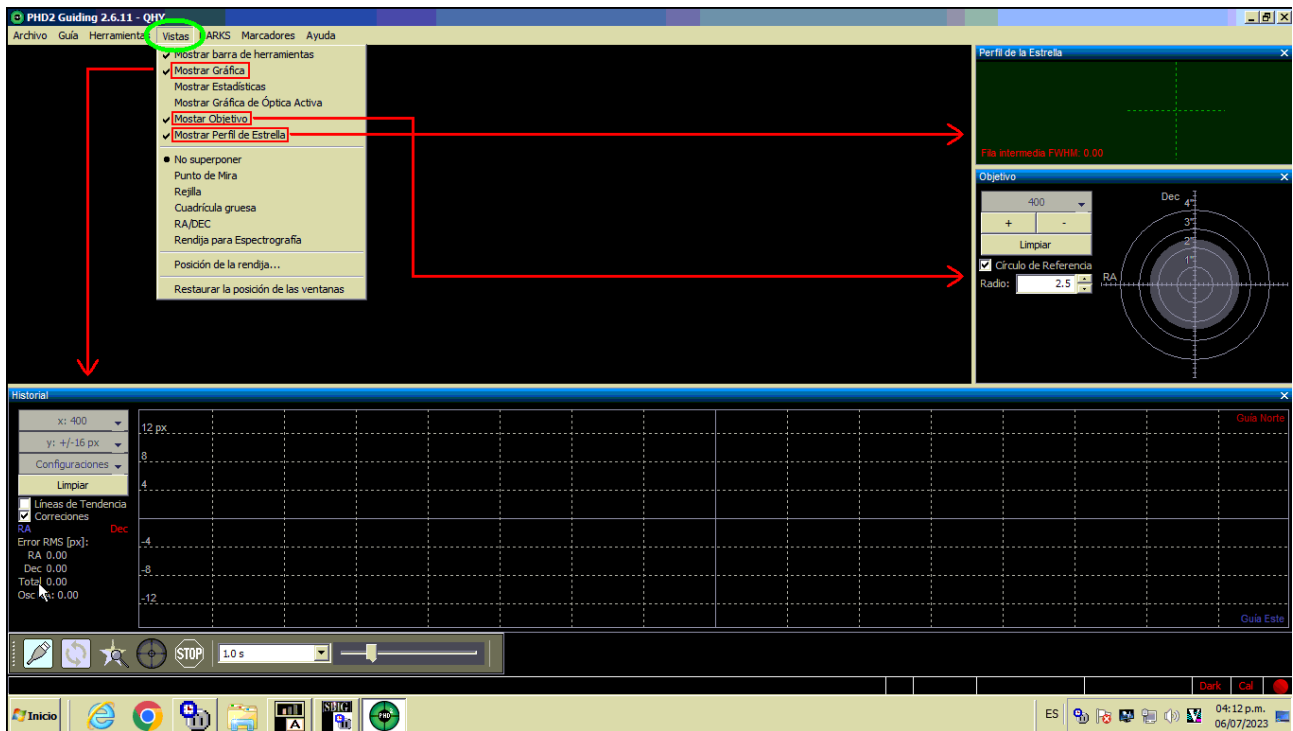 PHD2 Guiding 2.6.11 - QHY
Archivo Guía Herramientas Vistas DARKS Marcadores Ayuda
Mostrar barra de herramientas
Mostrar Gráfica
Mostrar Estadísticas
Mostrar Gráfica de Óptica Activa
Mostar Objetivo
Mostrar Perfil de Estrella
No superponer
Punto de Mira
Rejilla
Cuadrícula gruesa
RA/DEC
Rendija para Espectrografía
Posición de la rendija...
Restaurar la posición de las ventanas
Perfil de la Estrella
Fila intermedia FWHM: 0.00
Objetivo
400
+ -
Limpiar
Círculo de Referencia
Radio: 2.5
Dec
4"
3"
2"
1"
RA
Historial
x: 400
y: +/-16 px
Configuraciones
Limpiar
Líneas de Tendencia
Correciones
RA Dec
Error RMS [px]:
RA 0.00
Dec 0.00
Total 0.00
Osc RA: 0.00
12 px
8
4
-4
-8
-12
Guía Norte
Guía Este
STOP 1.0 s
Dark Cal
Inicio
A
SBIG
PHD
ES
04:12 p.m.
06/07/2023